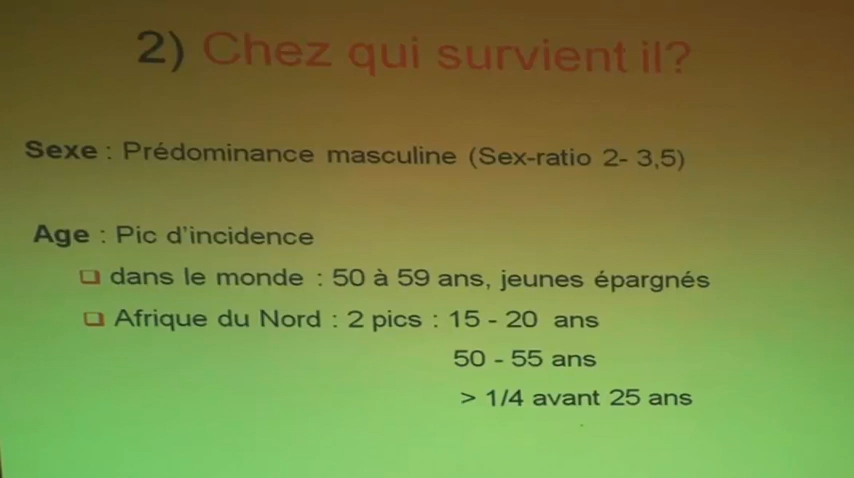 2) Chez qui survient il?
Sexe : Prédominance masculine (Sex-ratio 2- 3,5)
Age : Pic d'incidence
dans le monde : 50 à 59 ans, jeunes épargnés
Afrique du Nord : 2 pics : 15 - 20 ans
50 - 55 ans
> 1/4 avant 25 ans